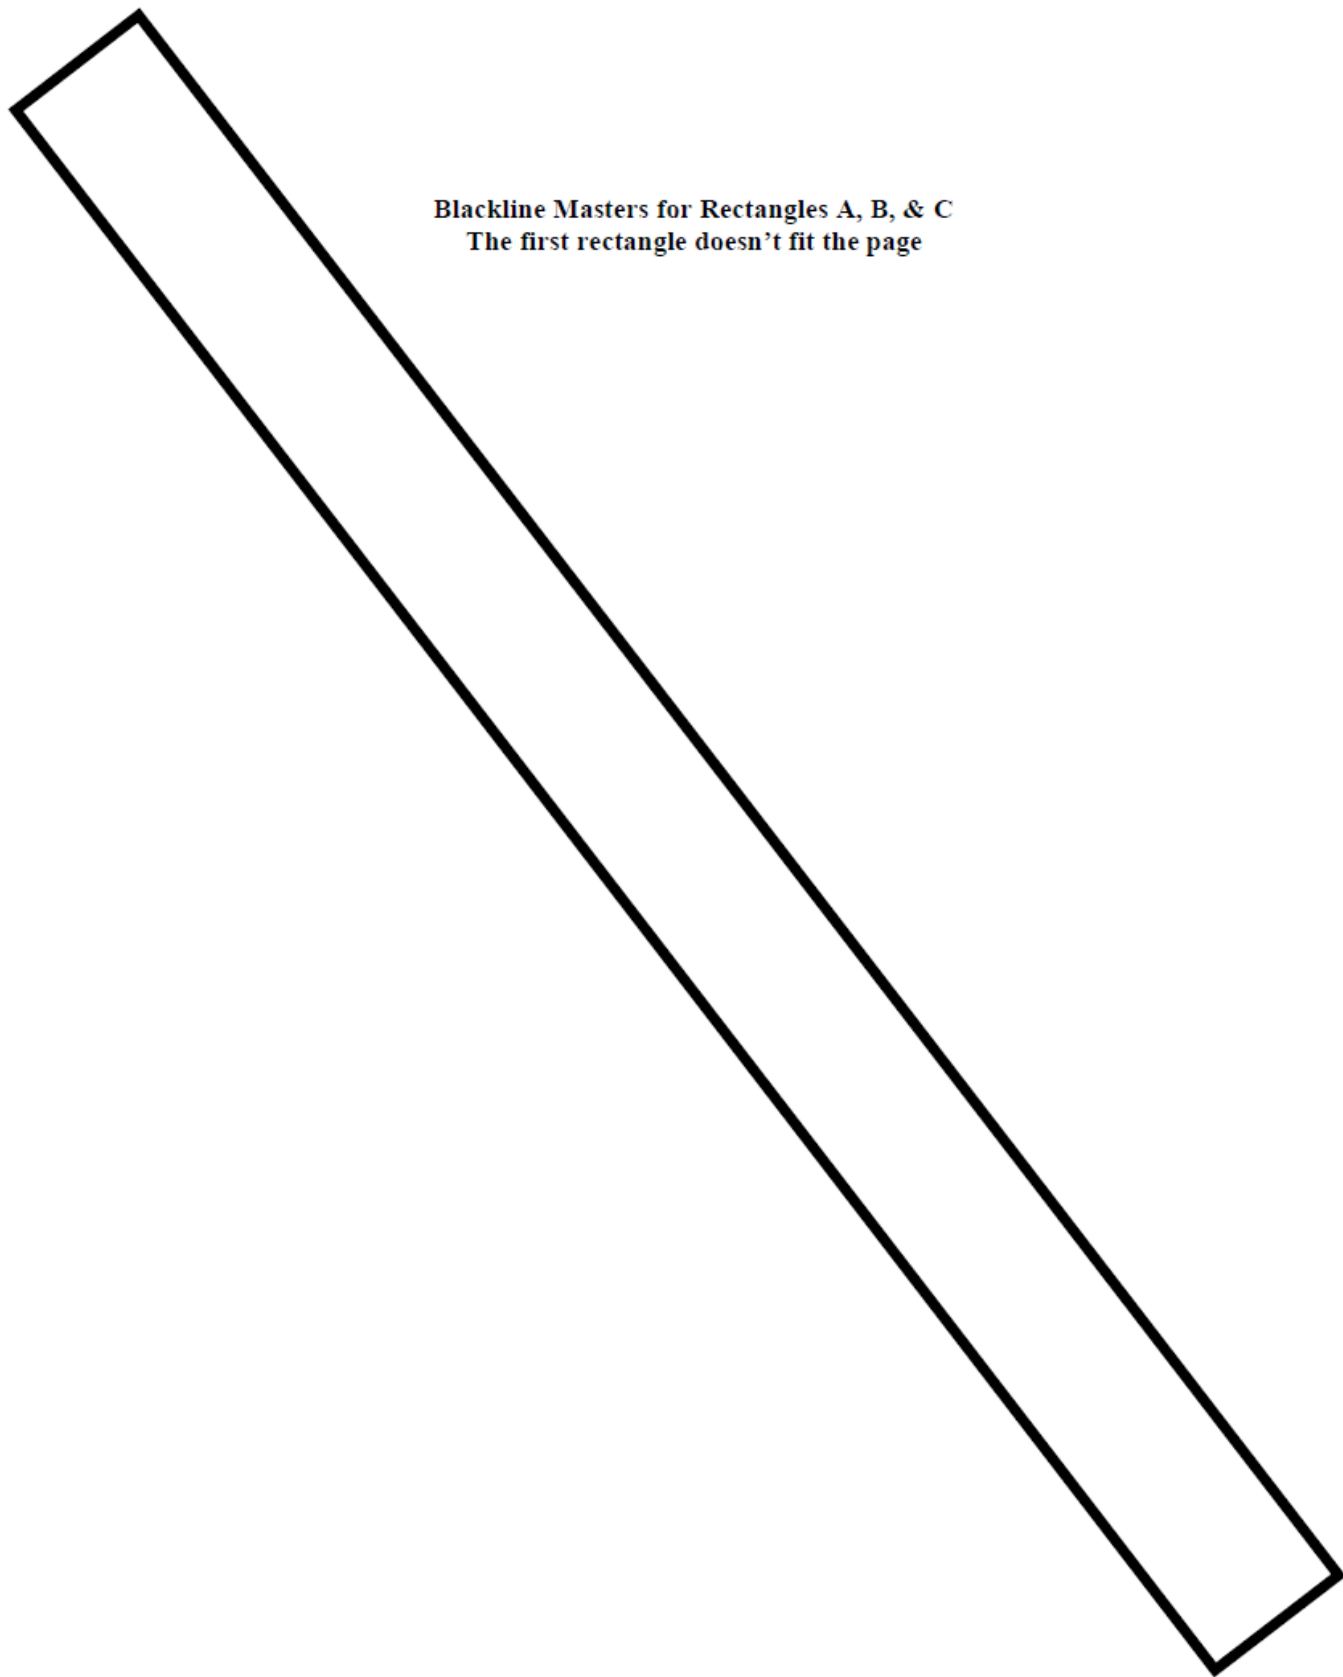 Blackline Masters for Rectangles A, B, & C
The first rectangle doesn’t fit the page